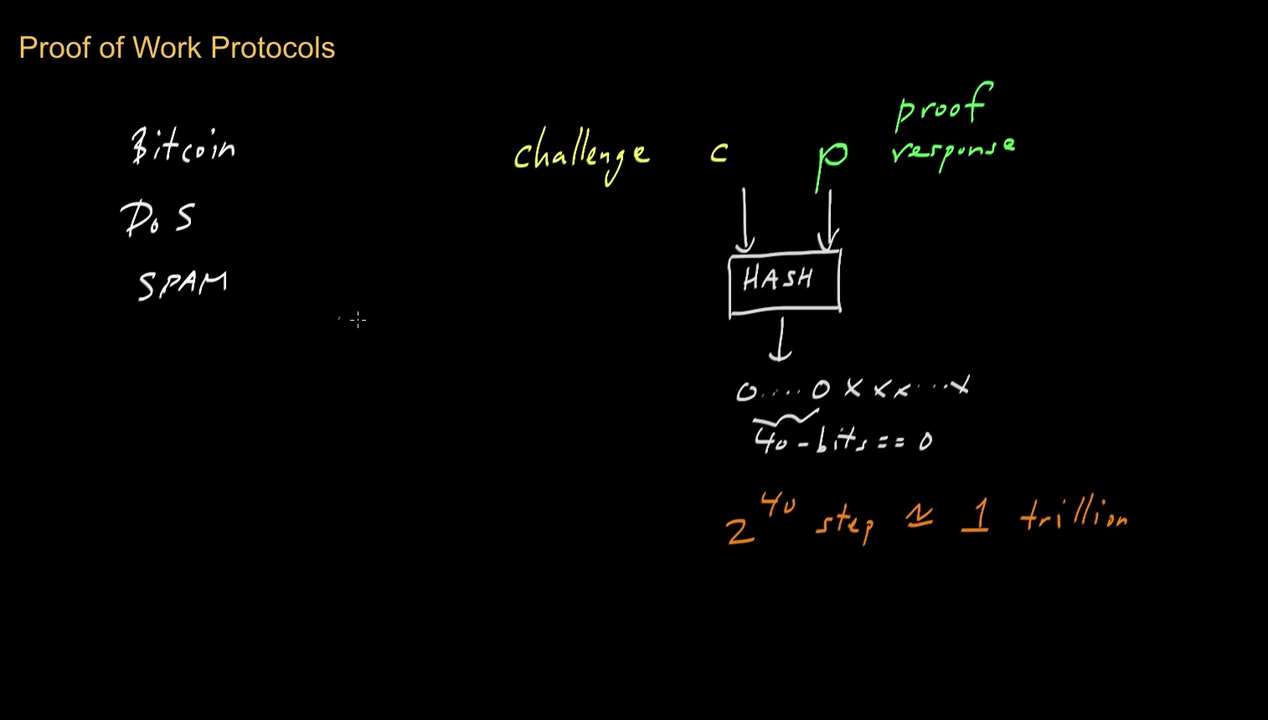 Proof of Work Protocols
Bitcoin
DoS
SPAM
challenge c p proof
response
HASH
0....0xxx...x
40-bits==0
2^40 step ≈ 1 trillion